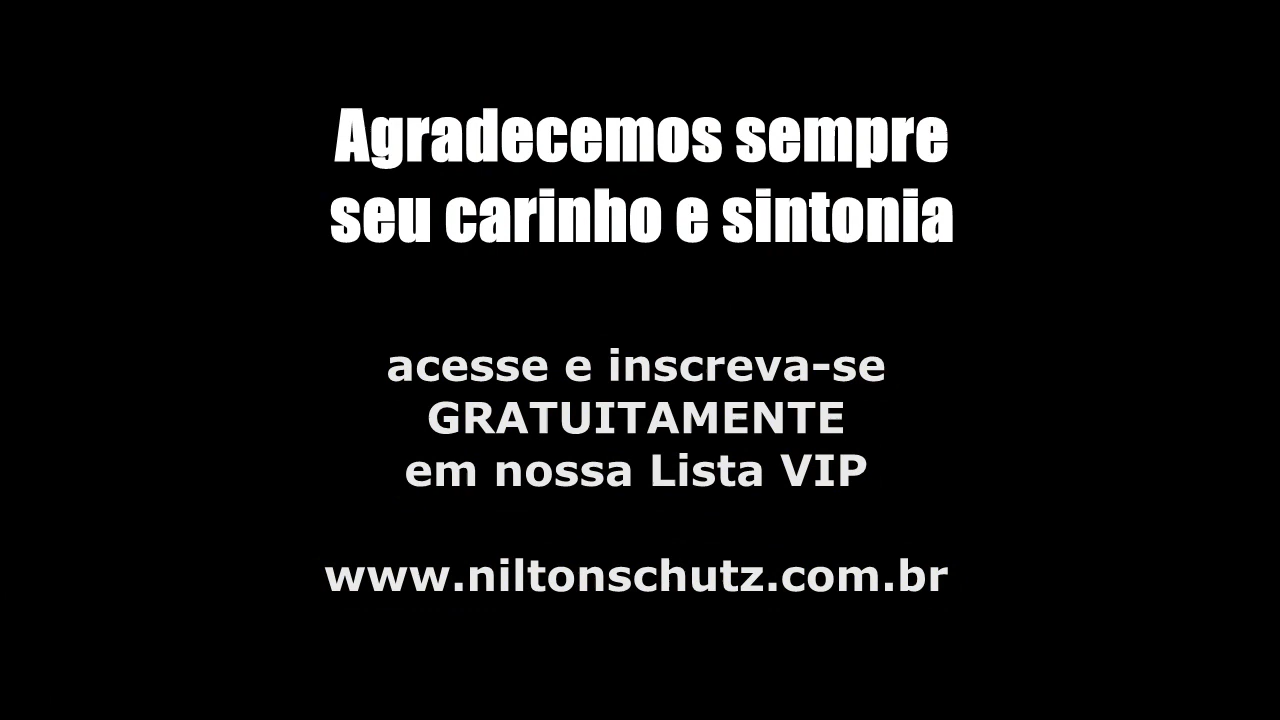 Agradecemos sempre
seu carinho e sintonia
acesse e inscreva-se
GRATUITAMENTE
em nossa Lista VIP
www.niltonschutz.com.br